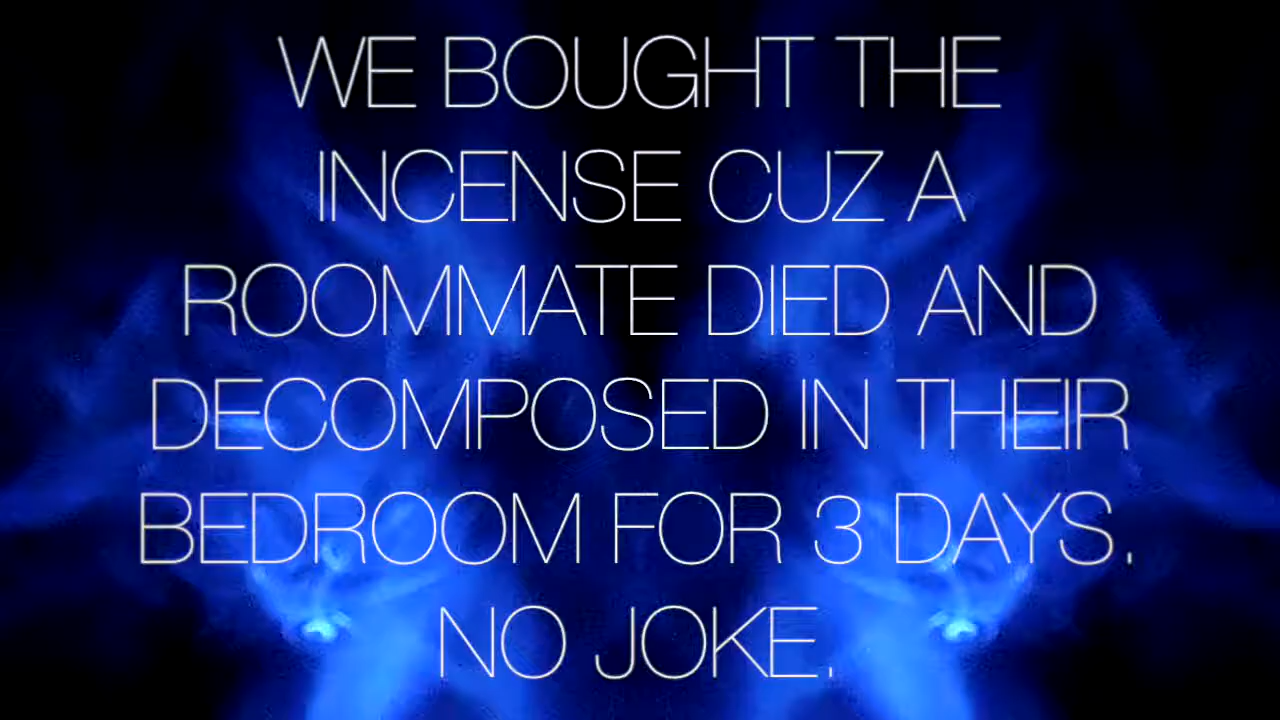 WE BOUGHT THE
INCENSE CUZ A
ROOMMATE DIED AND
DECOMPOSED IN THEIR
BEDROOM FOR 3 DAYS.
NO JOKE.